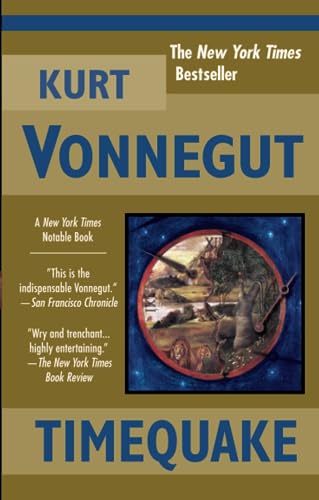 The New York Times
Bestseller
KURT
VONNEGUT
A New York Times
Notable Book
"This is the
indispensable Vonnegut."
—San Francisco Chronicle
"Wry and trenchant...
highly entertaining."
—The New York Times
Book Review
TIMEQUAKE